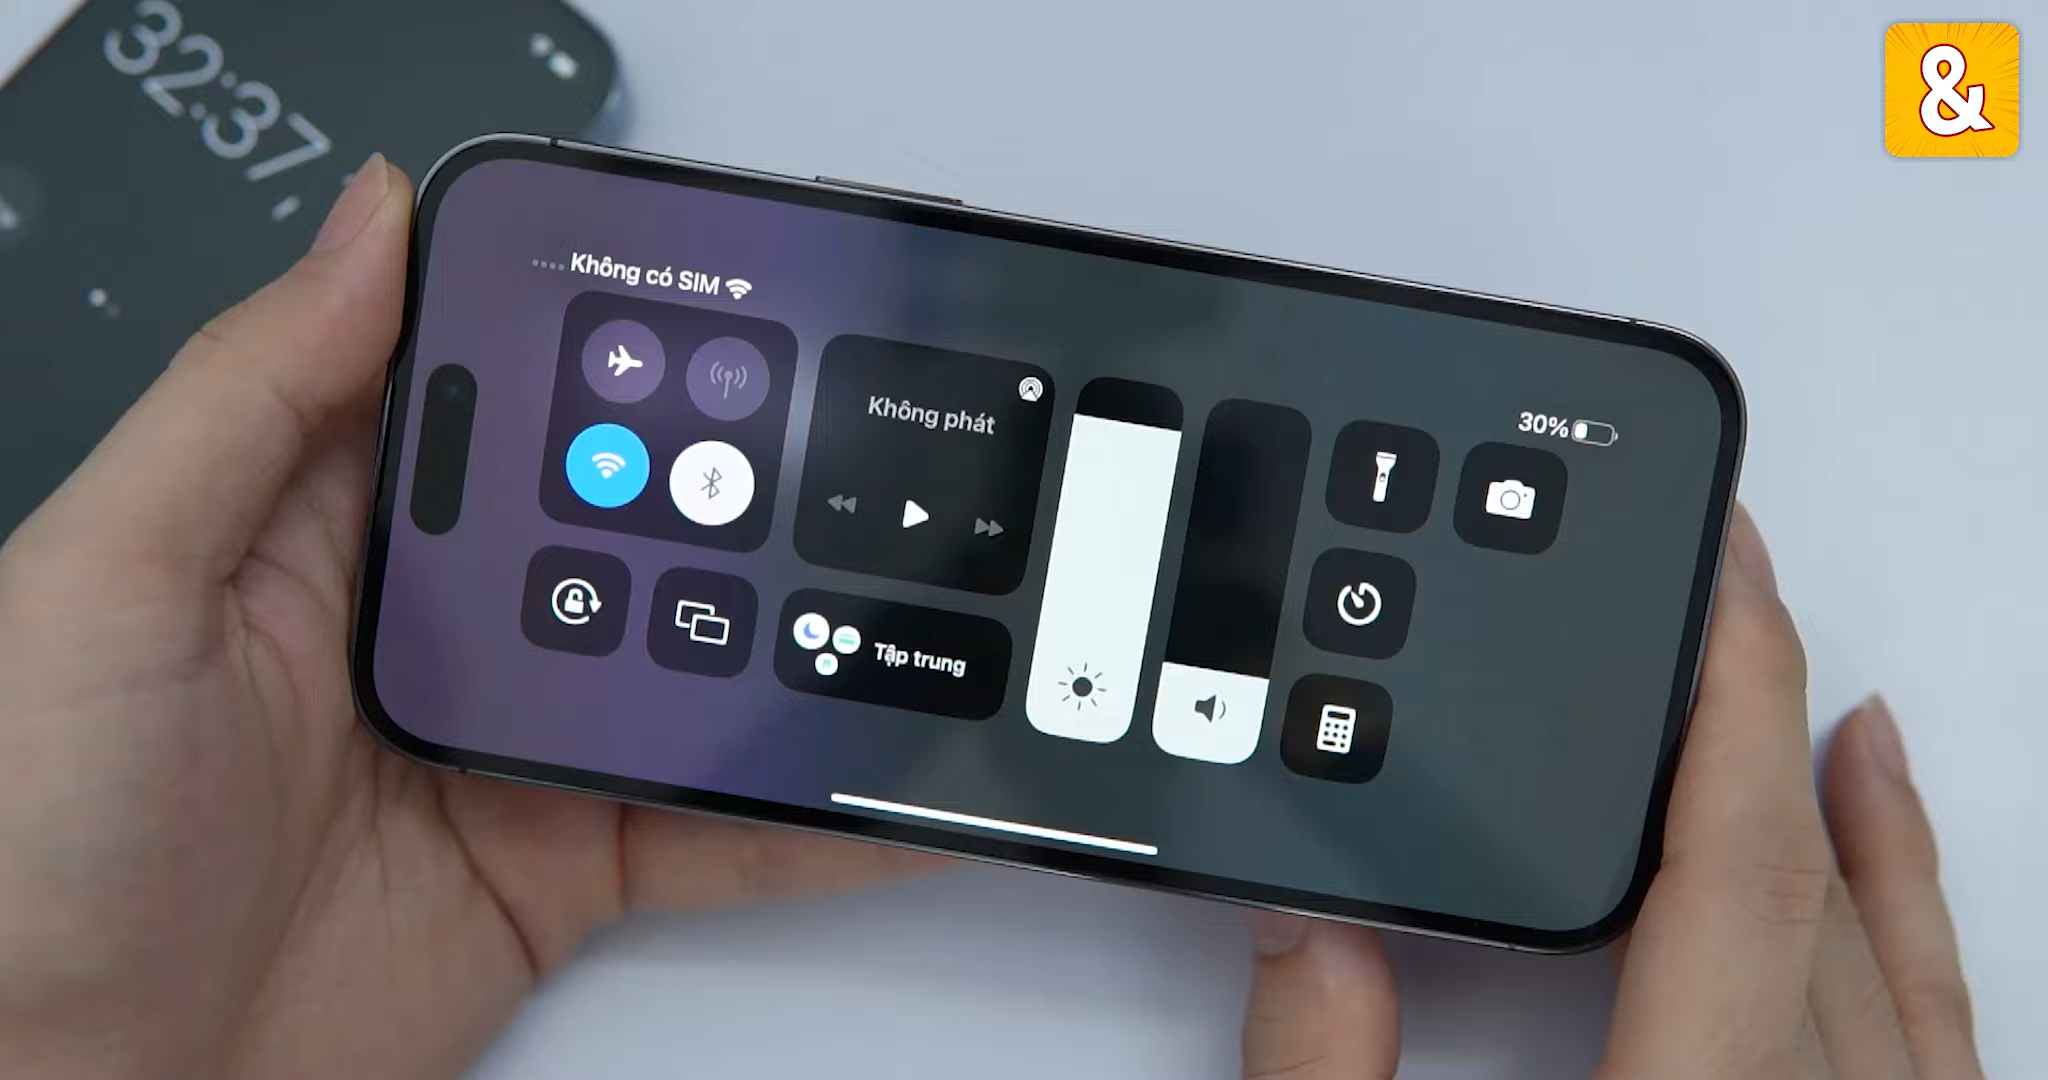 32:37
Không có SIM
30%
Không phát
Tập trung
&